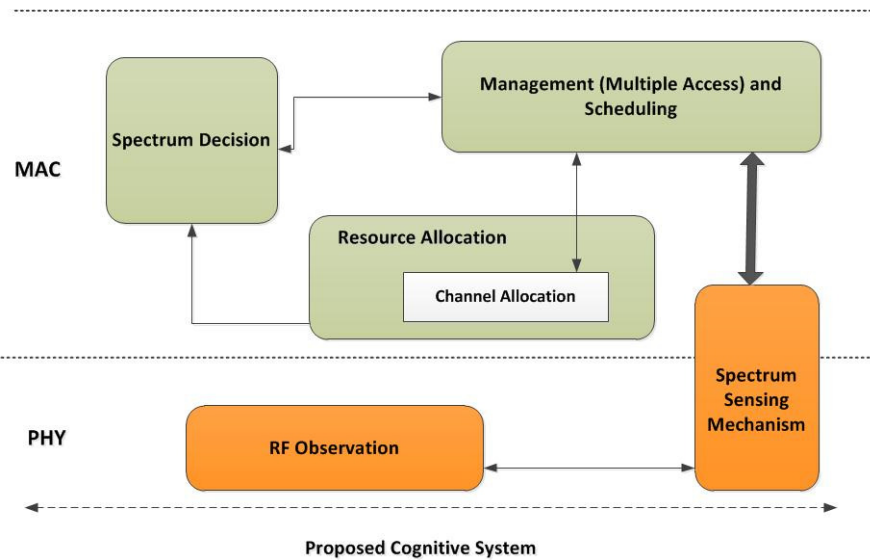 Management (Multiple Access) and
Scheduling
Spectrum Decision
MAC
Resource Allocation
Channel Allocation
Spectrum
Sensing
Mechanism
PHY
RF Observation
Proposed Cognitive System